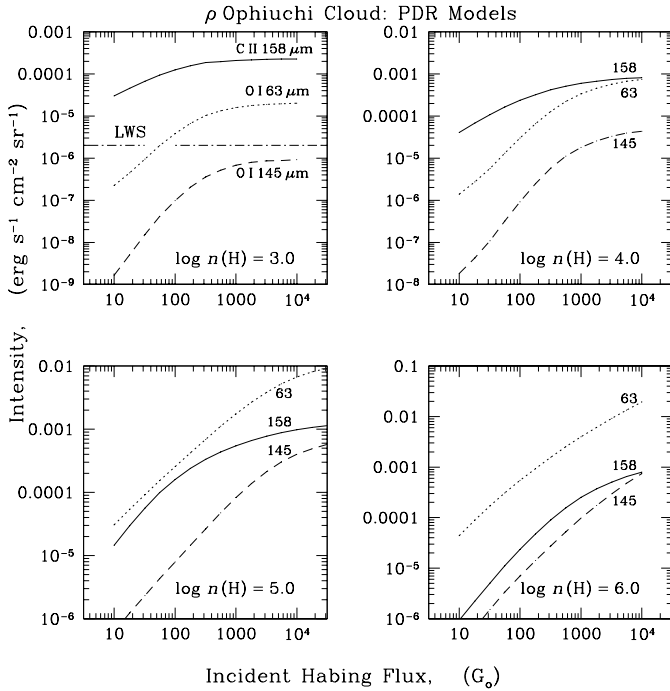 ρ Ophiuchi Cloud: PDR Models
Intensity, (erg s⁻¹ cm⁻² sr⁻¹)
0.001
0.0001
10⁻⁵
10⁻⁶
10⁻⁷
10⁻⁸
10⁻⁹
C II 158 μm
O I 63 μm
LWS
O I 145 μm
log n(H) = 3.0
10 100 1000 10⁴
0.01
0.001
0.0001
10⁻⁵
10⁻⁶
10⁻⁷
10⁻⁸
158
63
145
log n(H) = 4.0
10 100 1000 10⁴
0.01
0.001
0.0001
10⁻⁵
10⁻⁶
63
158
145
log n(H) = 5.0
10 100 1000 10⁴
0.1
0.01
0.001
0.0001
10⁻⁵
10⁻⁶
63
158
145
log n(H) = 6.0
10 100 1000 10⁴
Incident Habing Flux, (Gₒ)